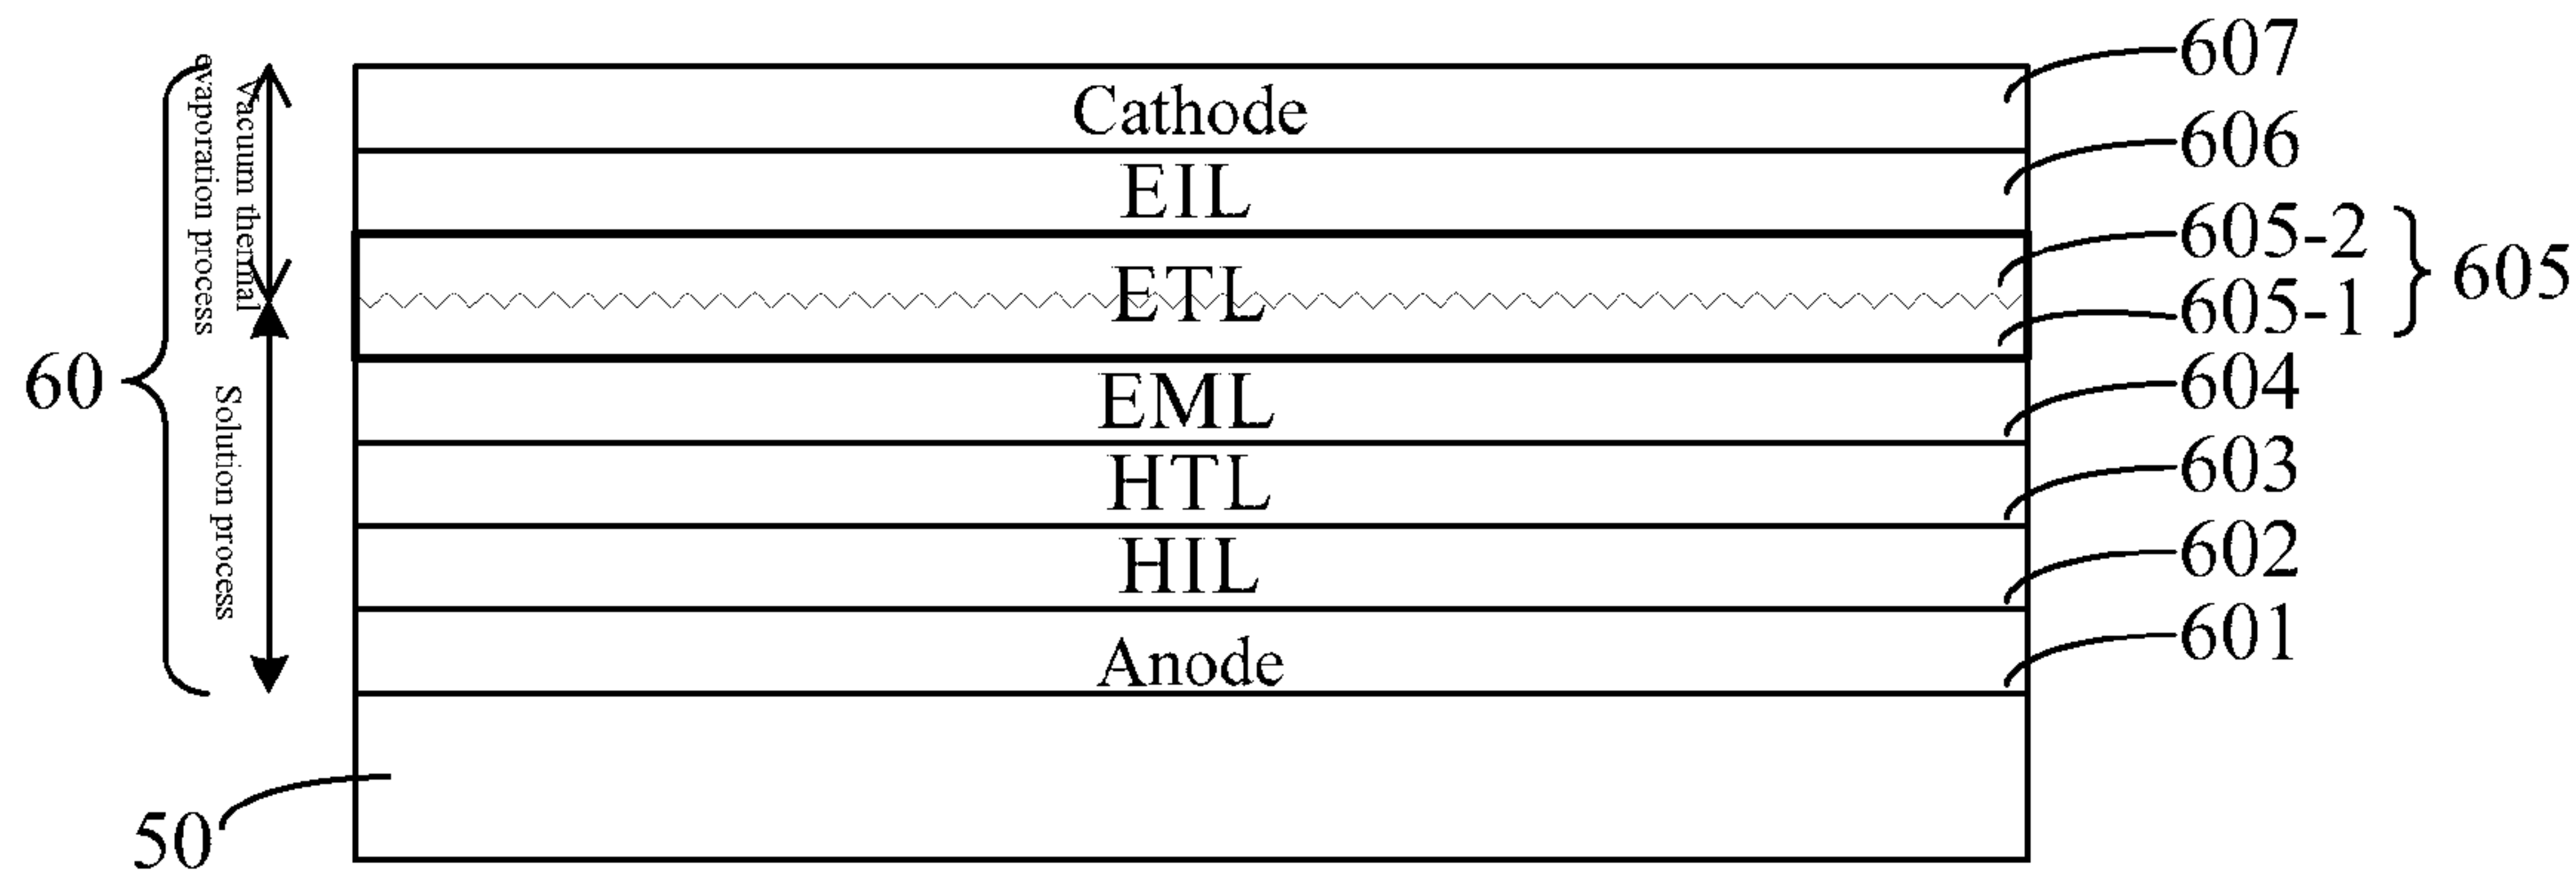 Vacuum thermal
evaporation process
Solution process
60
50
Cathode
EIL
ETL
EML
HTL
HIL
Anode
607
606
605-2
605-1
605
604
603
602
601